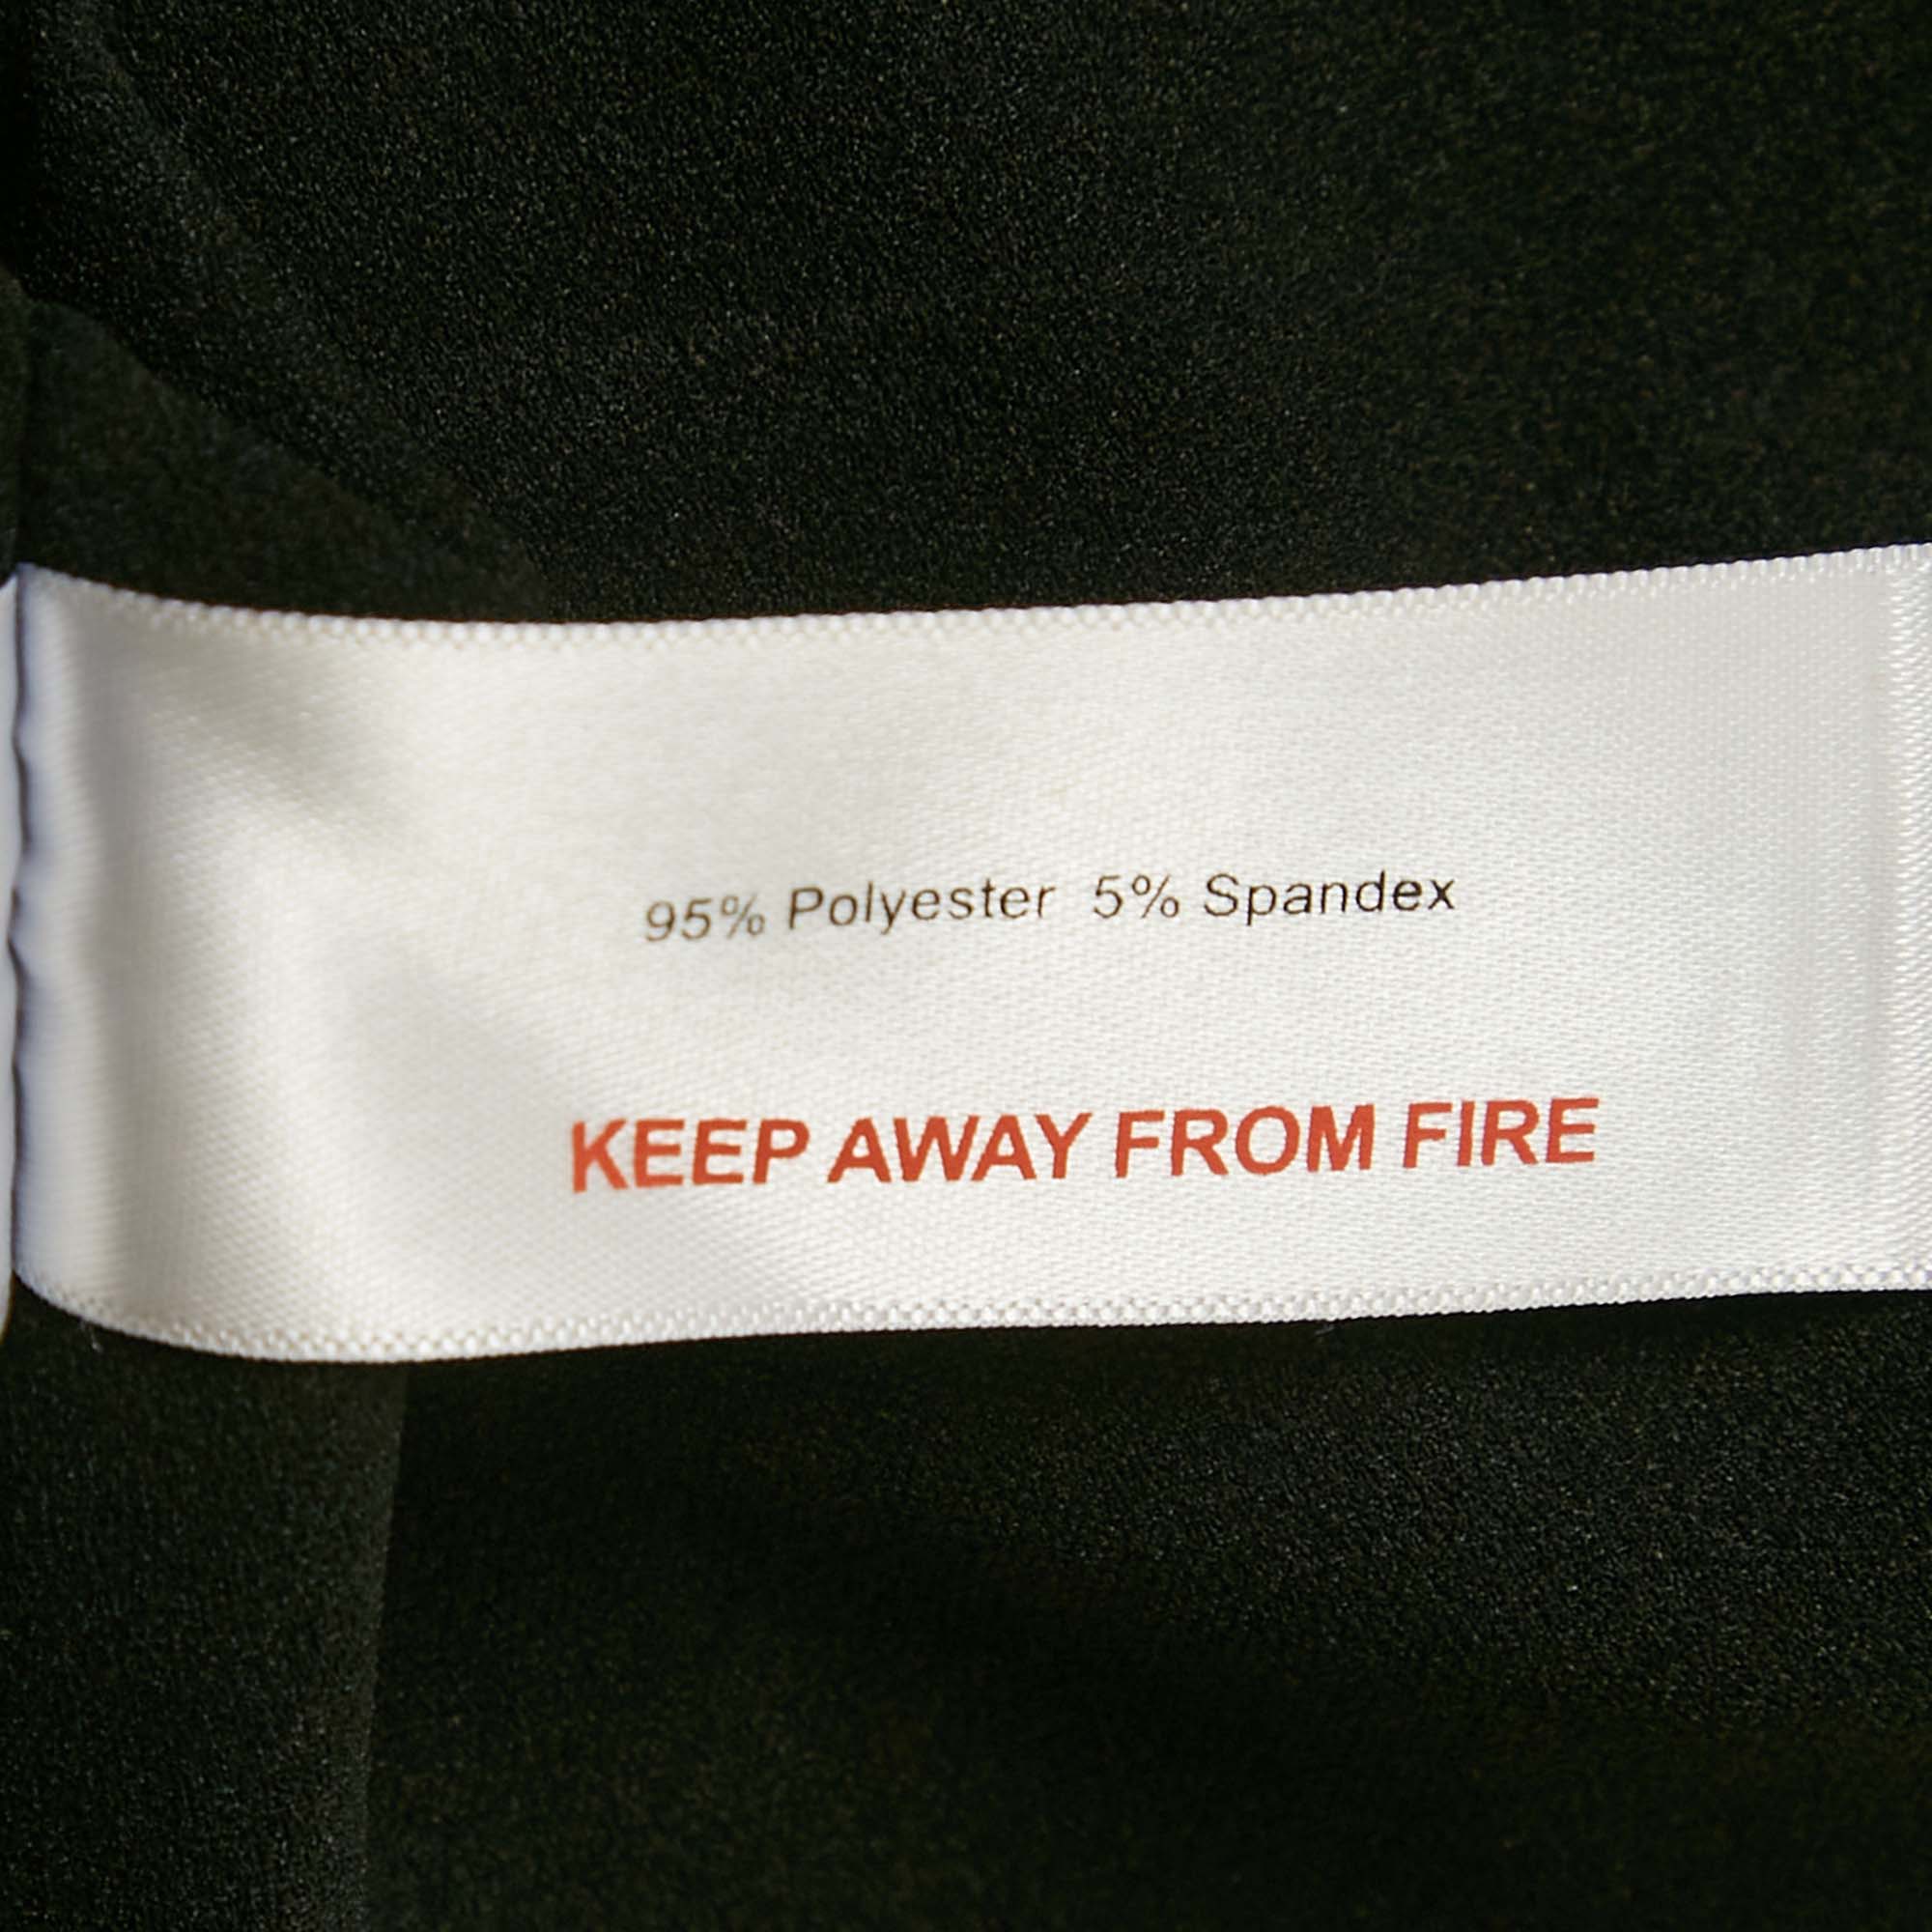 95% Polyester 5% Spandex
KEEP AWAY FROM FIRE